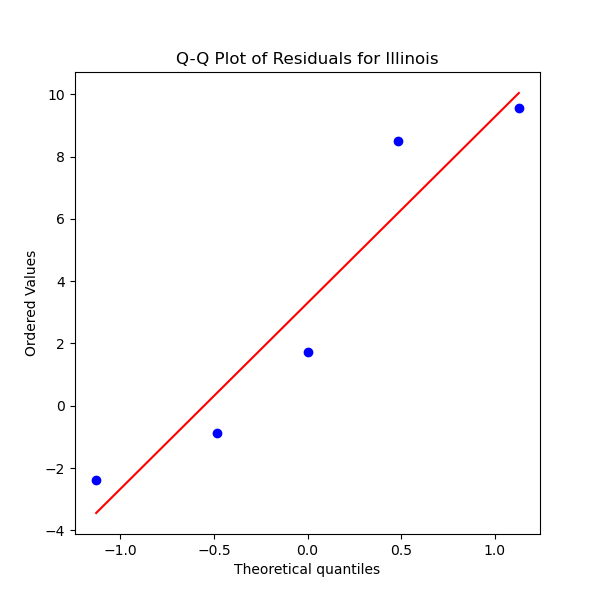 Q-Q Plot of Residuals for Illinois
10
8
6
4
2
0
−2
−4
Ordered Values
−1.0 −0.5 0.0 0.5 1.0
Theoretical quantiles